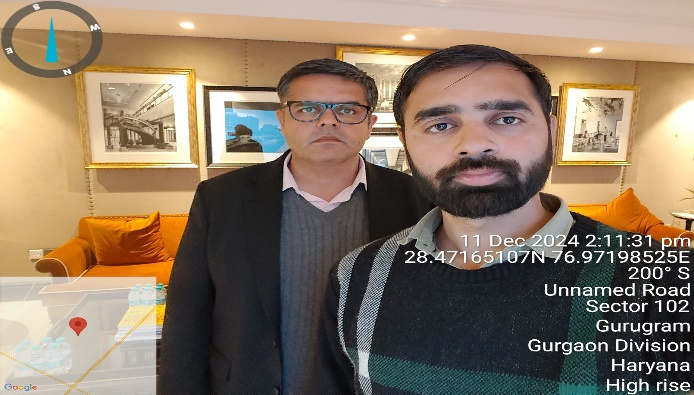 S
W
E
N
11 Dec 2024 2:11:31 pm
28.47165107N 76.97198525E
200° S
Unnamed Road
Sector 102
Gurugram
Gurgaon Division
Haryana
High rise
Google